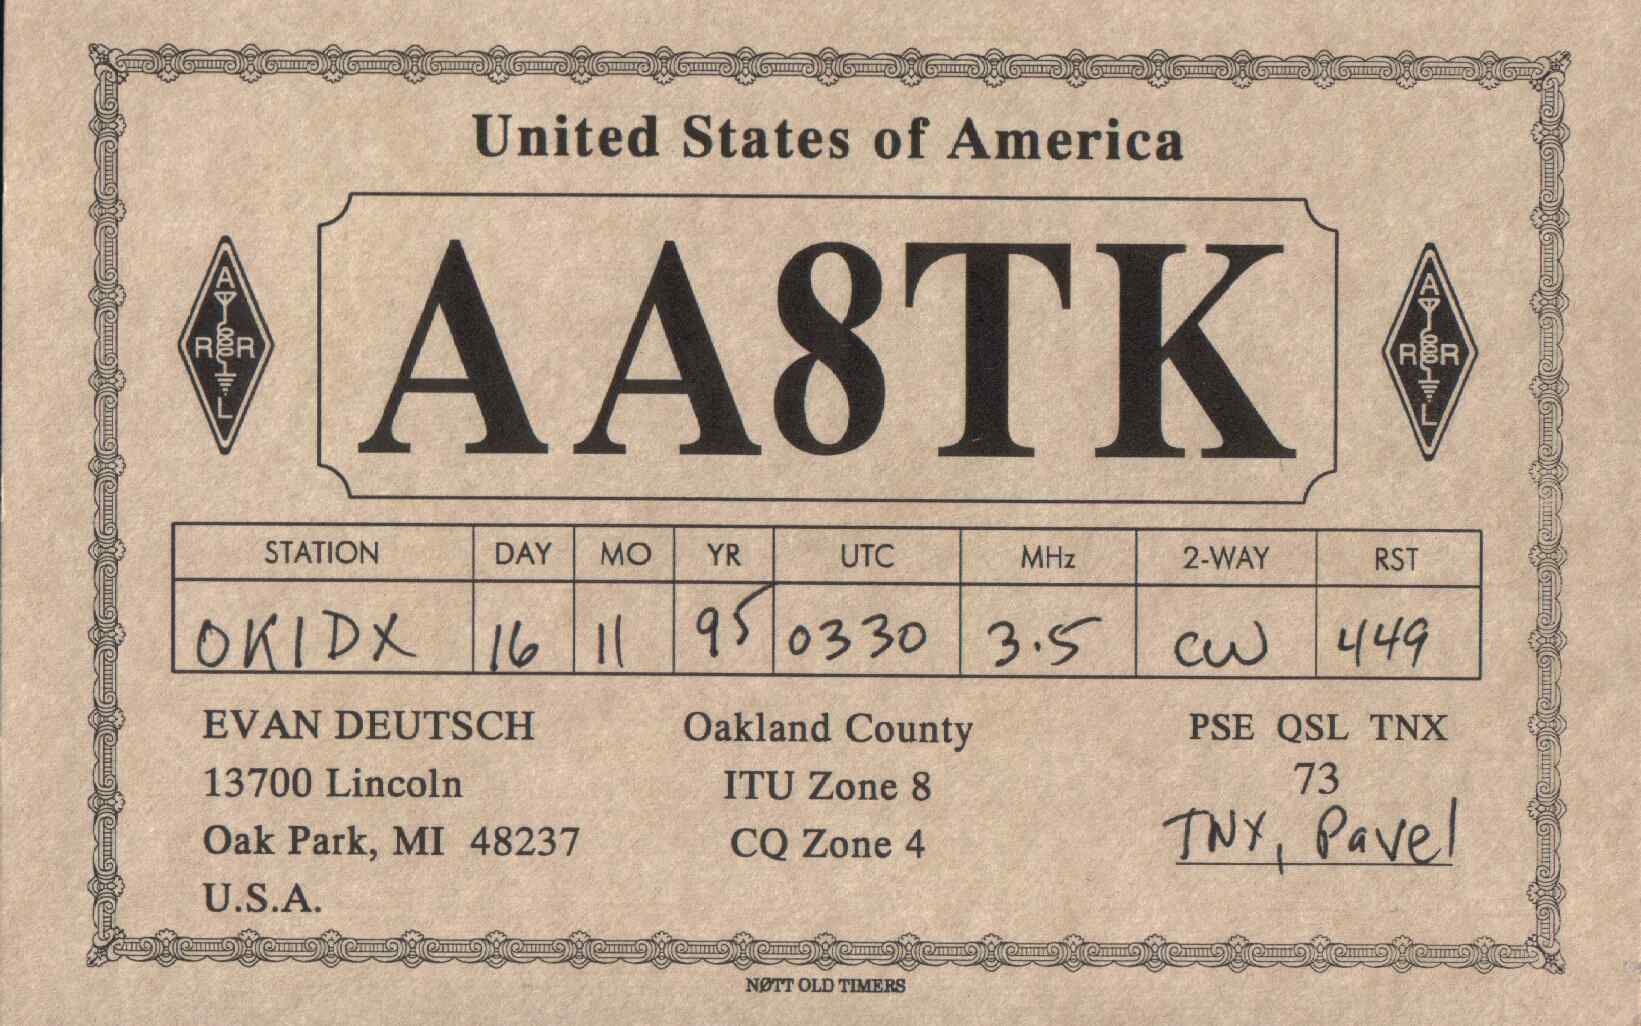 United States of America
AA8TK
A R R L
A R R L
STATION DAY MO YR UTC MHz 2-WAY RST
OK1DX 16 11 95 0330 3.5 CW 449
EVAN DEUTSCH Oakland County PSE QSL TNX
13700 Lincoln ITU Zone 8 73
Oak Park, MI 48237 CQ Zone 4 TNX, Pavel
U.S.A.
NØTT OLD TIMERS